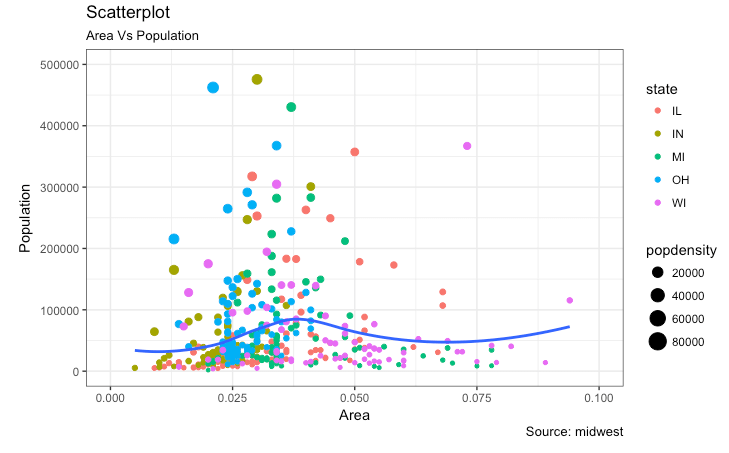 Scatterplot
Area Vs Population
Population
500000
400000
300000
200000
100000
0
0.000
0.025
0.050
0.075
0.100
Area
Source: midwest
state
IL
IN
MI
OH
WI
popdensity
20000
40000
60000
80000